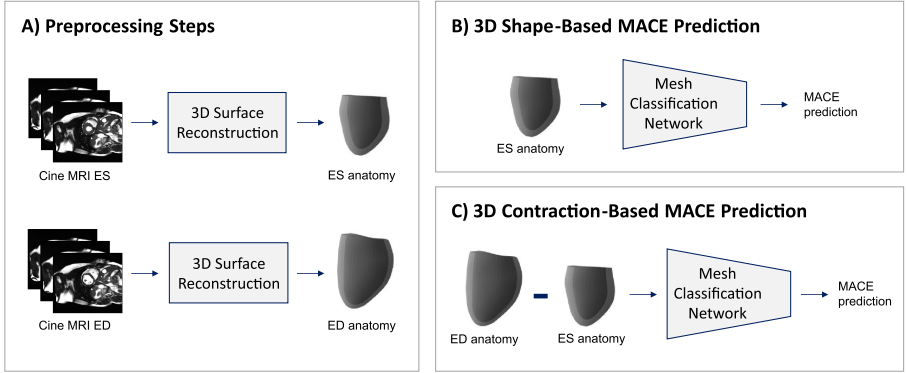 A) Preprocessing Steps
3D Surface
Reconstruction
Cine MRI ES
ES anatomy
3D Surface
Reconstruction
Cine MRI ED
ED anatomy
B) 3D Shape-Based MACE Prediction
Mesh
Classification
Network
MACE
prediction
ES anatomy
C) 3D Contraction-Based MACE Prediction
Mesh
Classification
Network
MACE
prediction
ED anatomy
ES anatomy